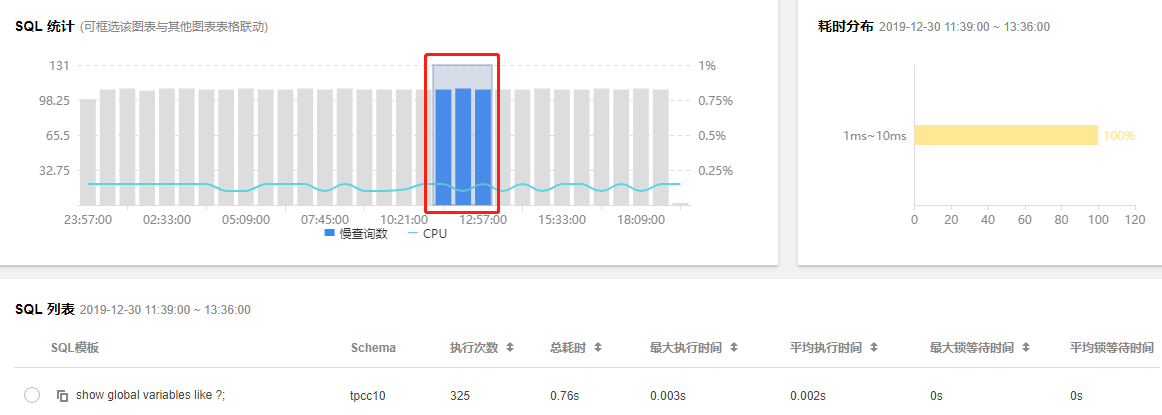 SQL 统计 (可框选该图表与其他图表表格联动)
131
98.25
65.5
32.75
1%
0.75%
0.5%
0.25%
23:57:00 02:33:00 05:09:00 07:45:00 10:21:00 12:57:00 15:33:00 18:09:00
慢查询数 CPU
耗时分布 2019-12-30 11:39:00 ~ 13:36:00
1ms~10ms 100%
0 20 40 60 80 100 120
SQL 列表 2019-12-30 11:39:00 ~ 13:36:00
SQL模板 Schema 执行次数 总耗时 最大执行时间 平均执行时间 最大锁等待时间 平均锁等待时间
show global variables like ?; tpcc10 325 0.76s 0.003s 0.002s 0s 0s